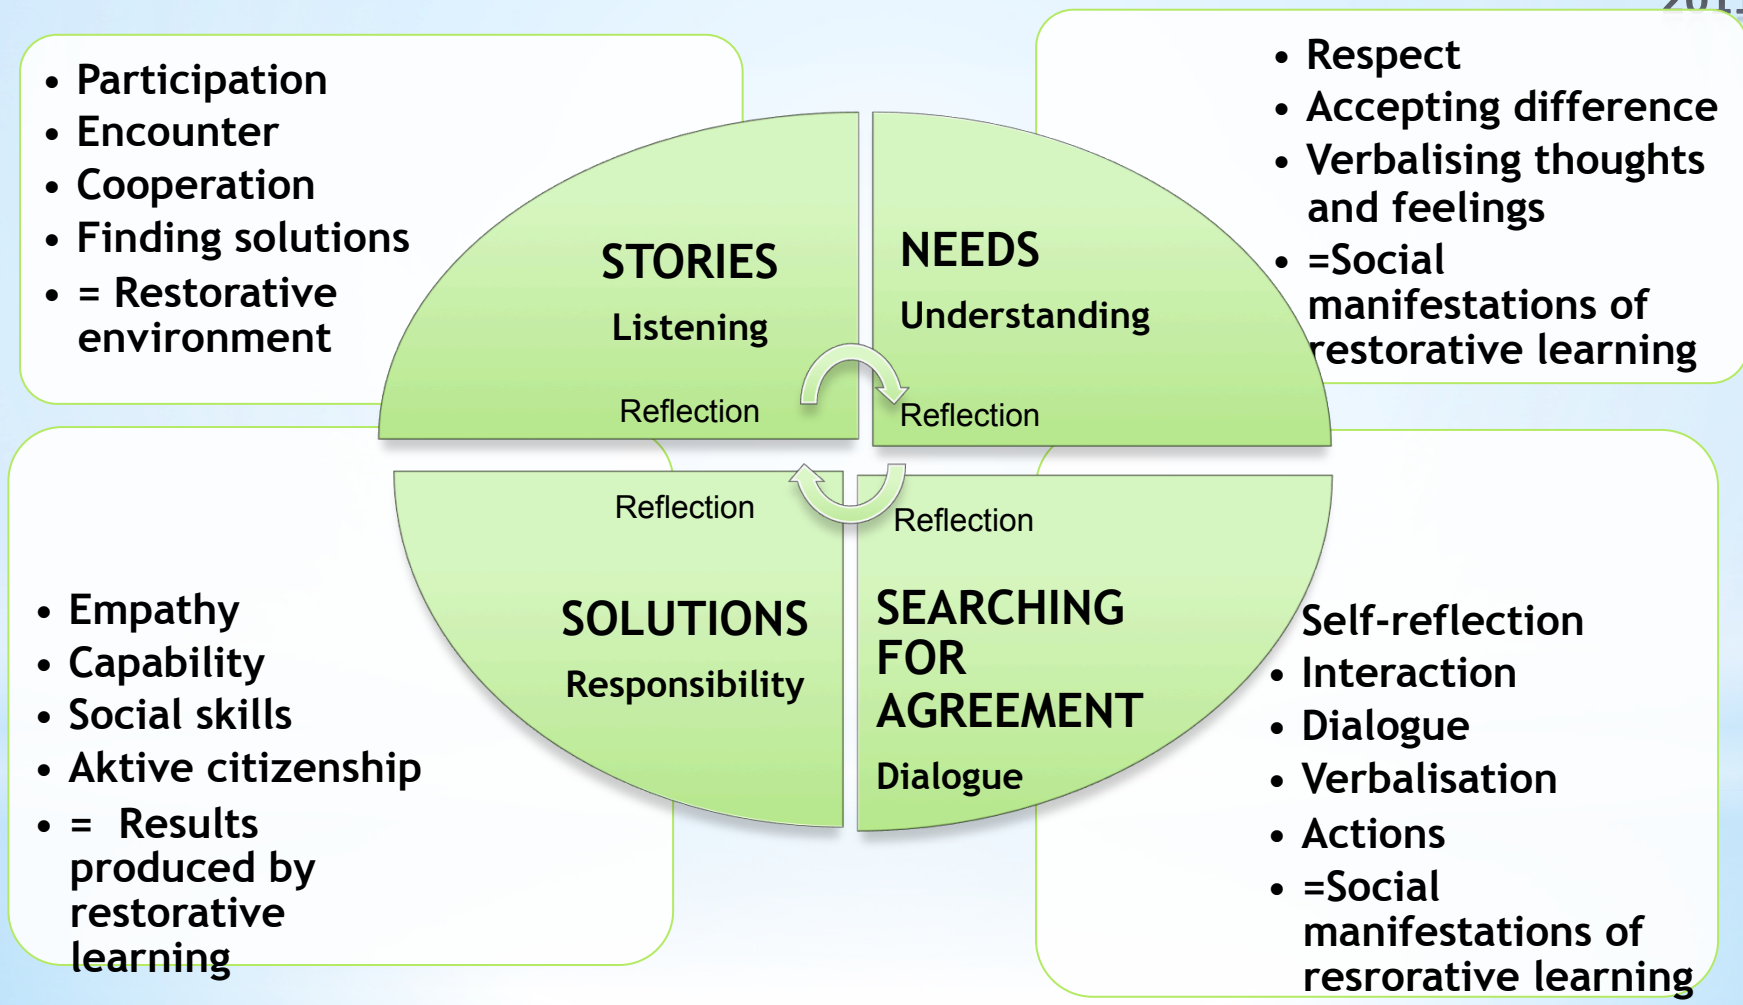 • Participation
• Encounter
• Cooperation
• Finding solutions
• = Restorative
environment
• Respect
• Accepting difference
• Verbalising thoughts
and feelings
• =Social
manifestations of
restorative learning
STORIES
Listening
Reflection
NEEDS
Understanding
Reflection
Reflection
SOLUTIONS
Responsibility
Reflection
SEARCHING
FOR
AGREEMENT
Dialogue
• Empathy
• Capability
• Social skills
• Aktive citizenship
• = Results
produced by
restorative
learning
Self-reflection
• Interaction
• Dialogue
• Verbalisation
• Actions
• =Social
manifestations of
resrorative learning